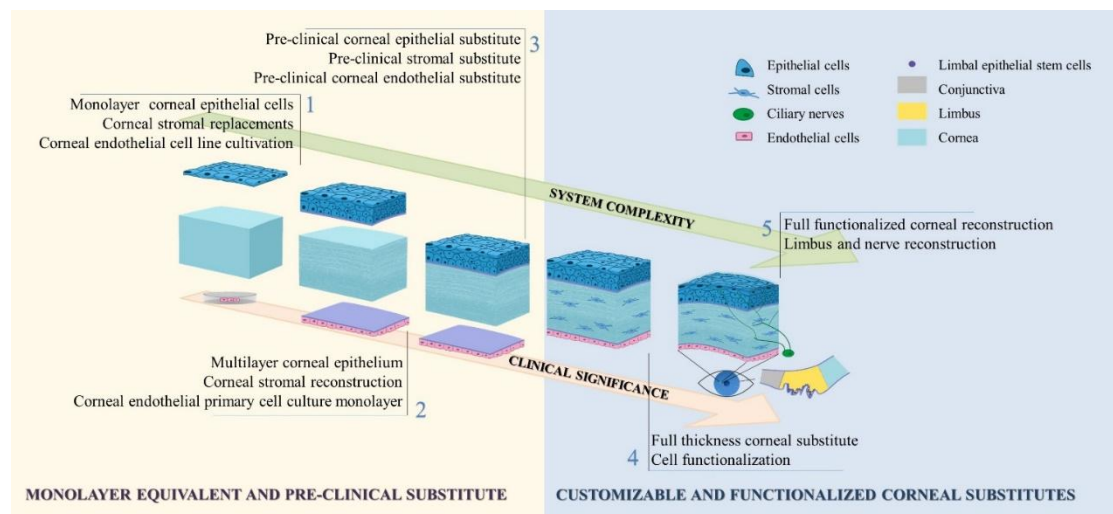 Pre-clinical corneal epithelial substitute
Pre-clinical stromal substitute
Pre-clinical corneal endothelial substitute
3
Monolayer corneal epithelial cells
Corneal stromal replacements
Corneal endothelial cell line cultivation
1
Epithelial cells
Stromal cells
Ciliary nerves
Endothelial cells
Limbal epithelial stem cells
Conjunctiva
Limbus
Cornea
SYSTEM COMPLEXITY
5
Full functionalized corneal reconstruction
Limbus and nerve reconstruction
CLINICAL SIGNIFICANCE
Multilayer corneal epithelium
Corneal stromal reconstruction
Corneal endothelial primary cell culture monolayer
2
4
Full thickness corneal substitute
Cell functionalization
MONOLAYER EQUIVALENT AND PRE-CLINICAL SUBSTITUTE
CUSTOMIZABLE AND FUNCTIONALIZED CORNEAL SUBSTITUTES